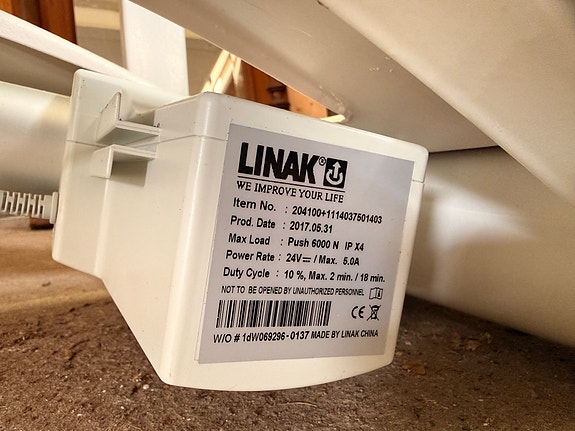 LINAK®
WE IMPROVE YOUR LIFE
Item No. : 204100+1114037501403
Prod. Date : 2017.05.31
Max Load : Push 6000 N IP X4
Power Rate : 24V⎓ / Max. 5.0A
Duty Cycle : 10 %, Max. 2 min. / 18 min.
NOT TO BE OPENED BY UNAUTHORIZED PERSONNEL
CE
W/O # 1dW069296-0137 MADE BY LINAK CHINA